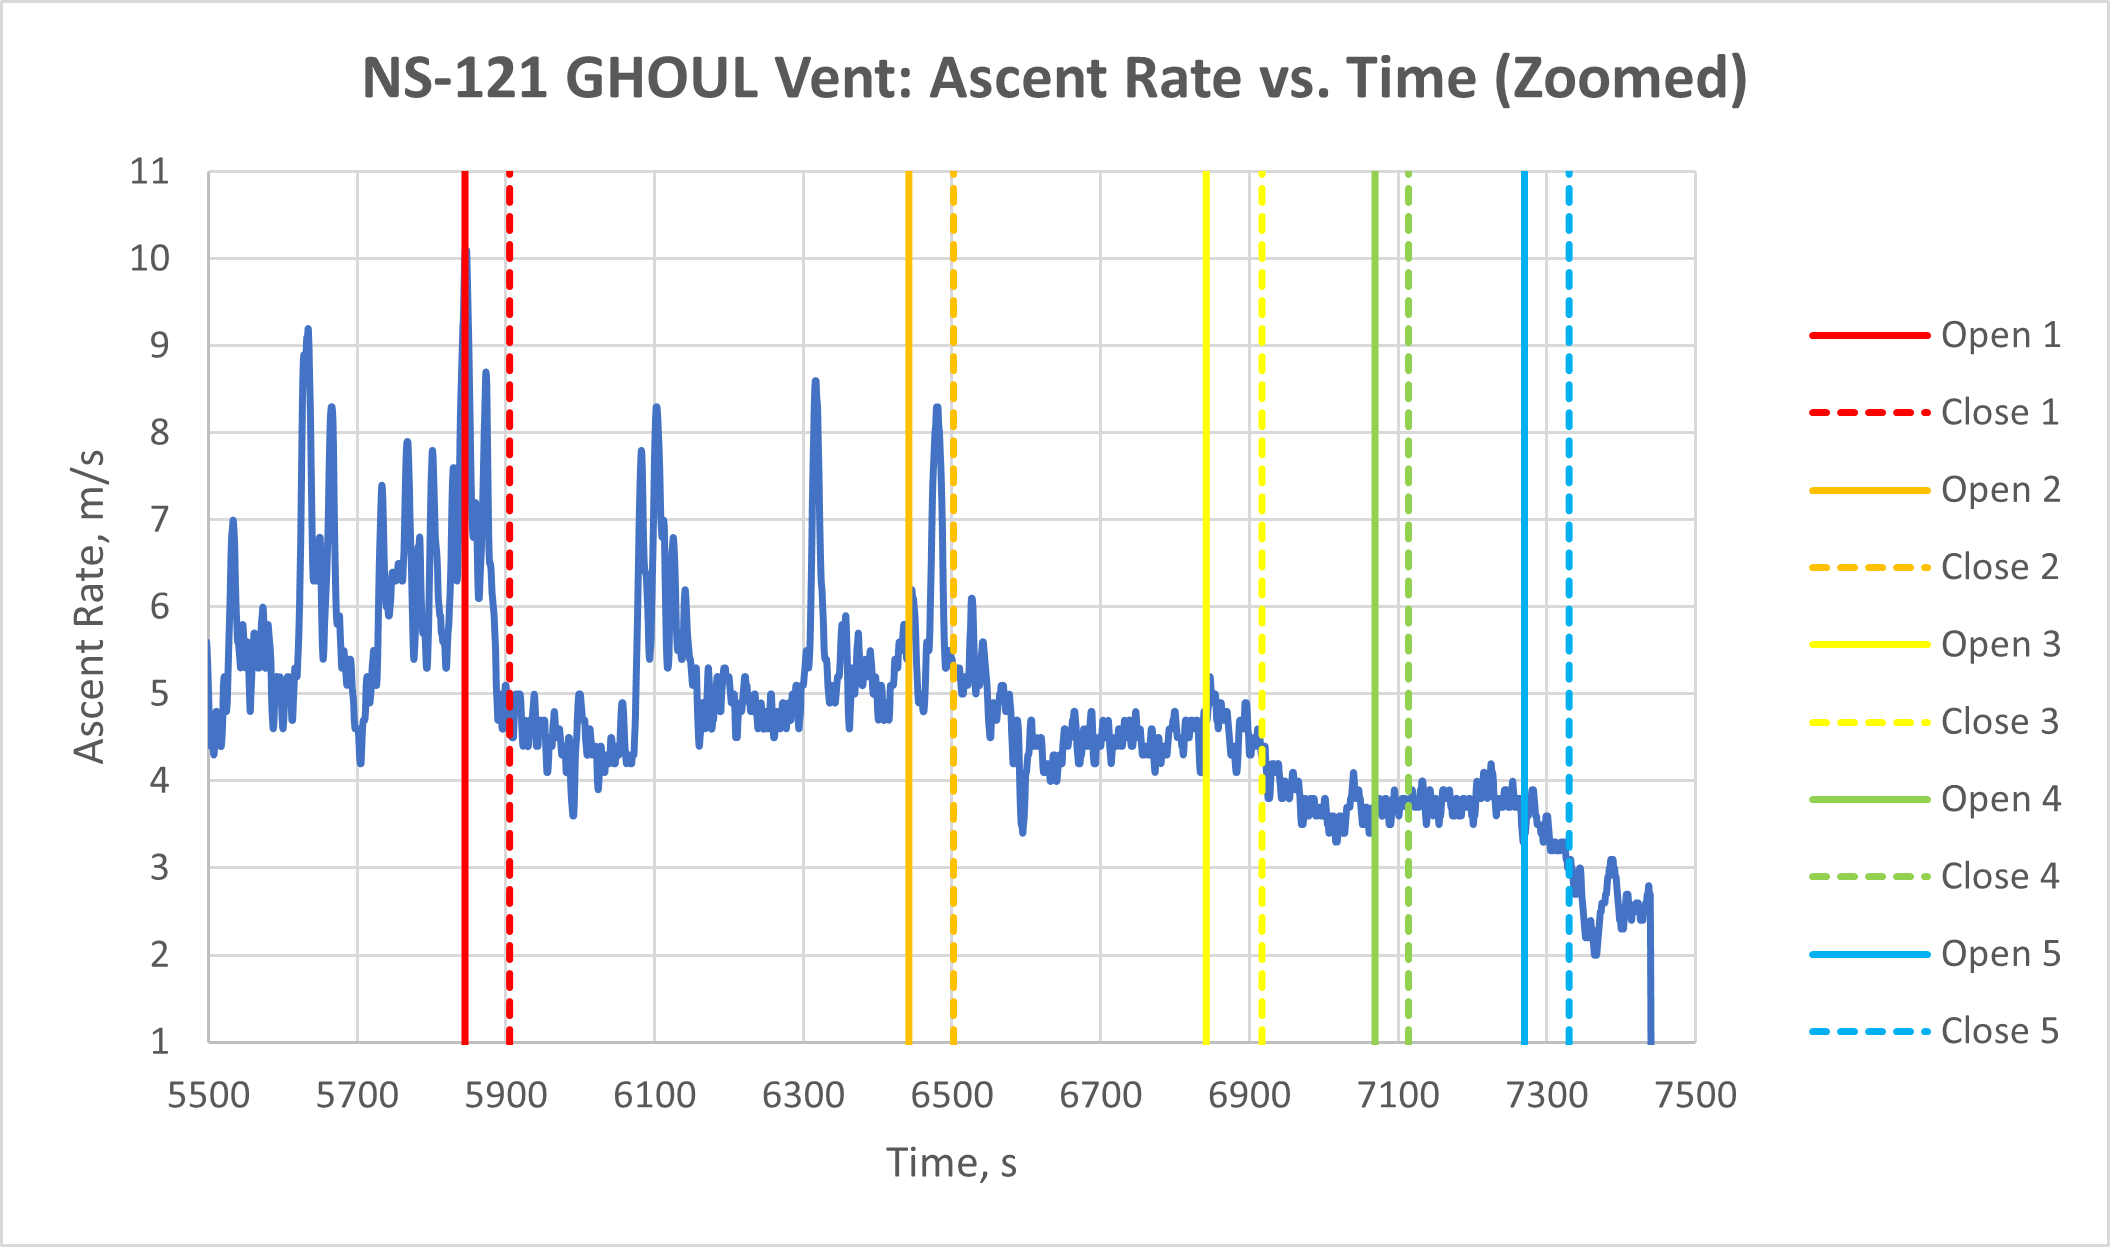 NS-121 GHOUL Vent: Ascent Rate vs. Time (Zoomed)
Ascent Rate, m/s
11
10
9
8
7
6
5
4
3
2
1
5500 5700 5900 6100 6300 6500 6700 6900 7100 7300 7500
Time, s
Open 1
Close 1
Open 2
Close 2
Open 3
Close 3
Open 4
Close 4
Open 5
Close 5